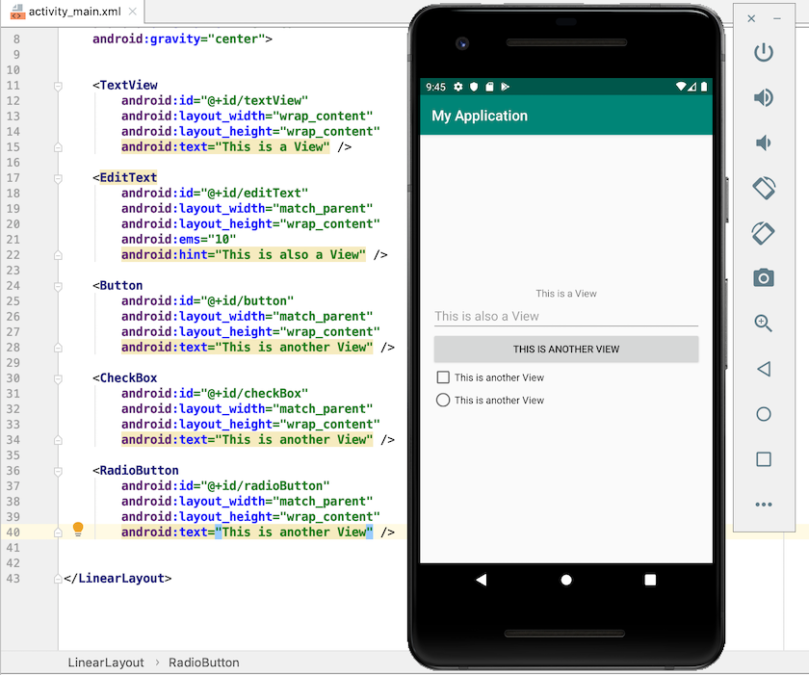 activity_main.xml
8 android:gravity="center">
9
10
11 <TextView
12 android:id="@+id/textView"
13 android:layout_width="wrap_content"
14 android:layout_height="wrap_content"
15 android:text="This is a View" />
16
17 <EditText
18 android:id="@+id/editText"
19 android:layout_width="match_parent"
20 android:layout_height="wrap_content"
21 android:ems="10"
22 android:hint="This is also a View" />
23
24 <Button
25 android:id="@+id/button"
26 android:layout_width="match_parent"
27 android:layout_height="wrap_content"
28 android:text="This is another View" />
29
30 <CheckBox
31 android:id="@+id/checkBox"
32 android:layout_width="match_parent"
33 android:layout_height="wrap_content"
34 android:text="This is another View" />
35
36 <RadioButton
37 android:id="@+id/radioButton"
38 android:layout_width="match_parent"
39 android:layout_height="wrap_content"
40 android:text="This is another View" />
41
42
43 </LinearLayout>
LinearLayout › RadioButton
9:45
My Application
This is a View
This is also a View
THIS IS ANOTHER VIEW
This is another View
This is another View